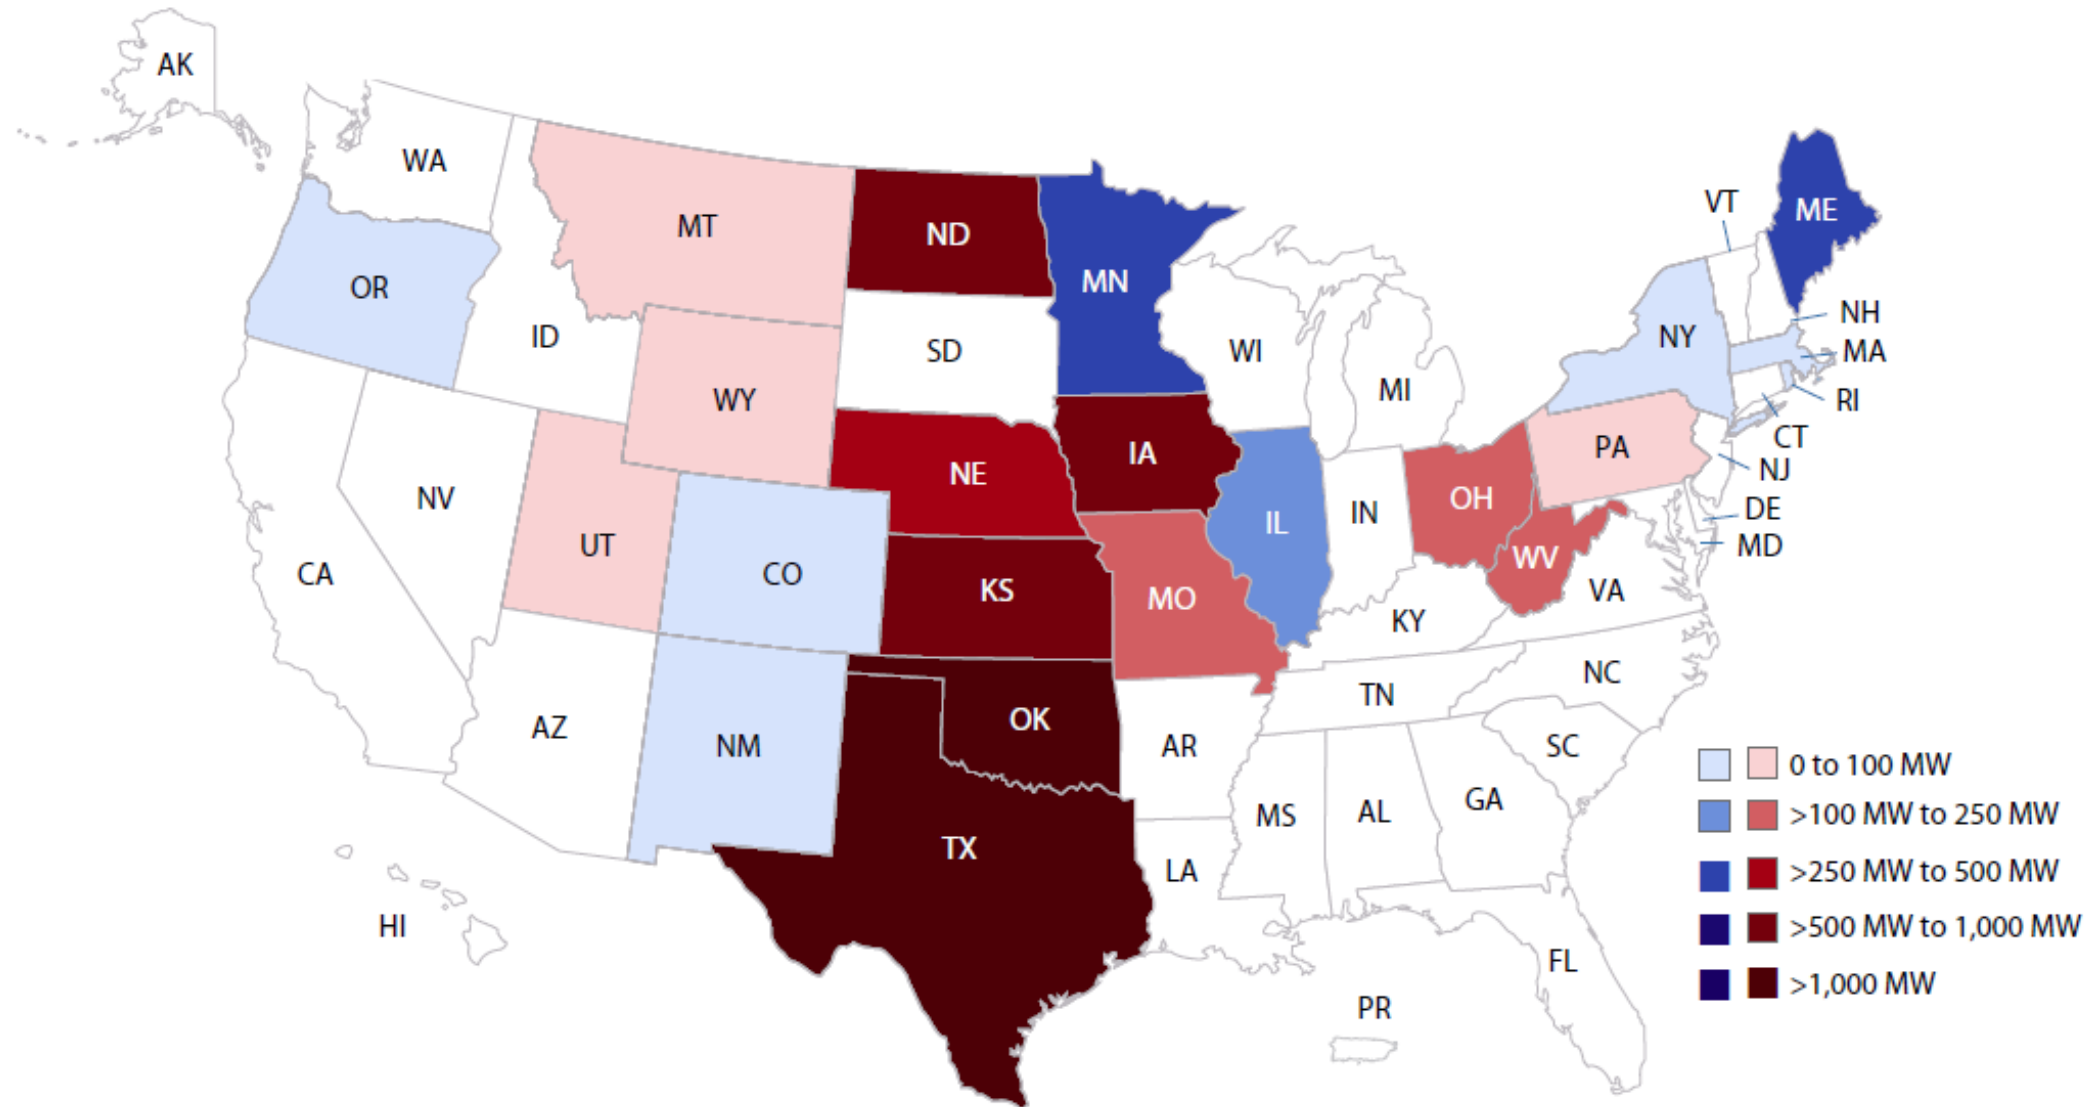 AK
WA
MT
ND
MN
VT
ME
OR
ID
SD
WI
MI
NY
NH
MA
RI
CT
NJ
DE
MD
WY
NE
IA
PA
NV
UT
CO
KS
MO
IL
IN
OH
WV
VA
CA
KY
AZ
NM
OK
AR
TN
NC
SC
TX
LA
MS
AL
GA
HI
FL
PR
0 to 100 MW
>100 MW to 250 MW
>250 MW to 500 MW
>500 MW to 1,000 MW
>1,000 MW